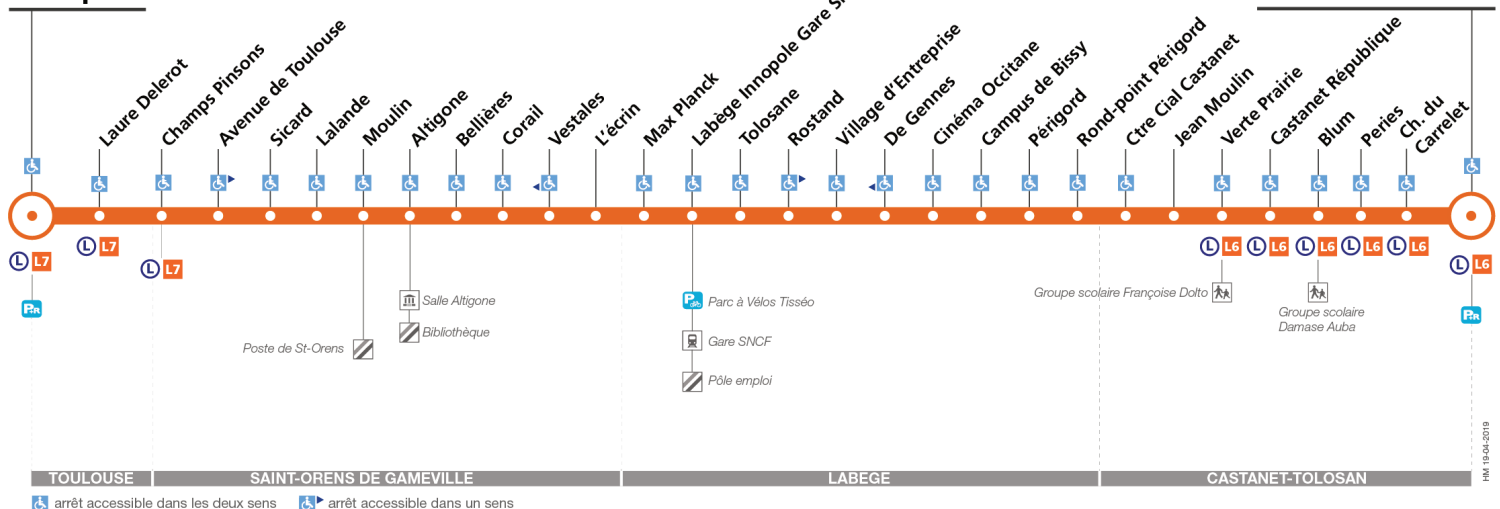 Laure Delerot
Champs Pinsons
Avenue de Toulouse
Sicard
Lalande
Moulin
Altigone
Bellières
Corail
Vestales
L'écrin
Max Planck
Labège Innopole Gare
Tolosane
Rostand
Village d'Entreprise
De Gennes
Cinéma Occitane
Campus de Bissy
Périgord
Rond-point Périgord
Ctre Cial Castanet
Jean Moulin
Verte Prairie
Castanet République
Blum
Peries
Ch. du
Carrelet
L L7
L L7
L L7
L L6
L L6
L L6
L L6
L L6
L L6
P+R
Poste de St-Orens
Salle Altigone
Bibliothèque
P
Parc à Vélos Tisséo
Gare SNCF
Pôle emploi
Groupe scolaire Françoise Dolto
Groupe scolaire
Damase Auba
P+R
HM 19-04-2019
TOULOUSE
SAINT-ORENS DE GAMEVILLE
LABEGE
CASTANET-TOLOSAN
arrêt accessible dans les deux sens
arrêt accessible dans un sens